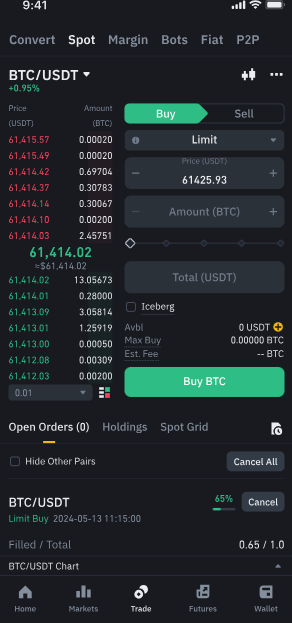 9:41
Convert Spot Margin Bots Fiat P2P
BTC/USDT
+0.95%
Price Amount
(USDT) (BTC)
61,415.57 0.00020
61,415.49 0.00020
61,414.42 0.69704
61,414.37 0.30783
61,414.14 0.30067
61,414.10 0.00200
61,414.03 2.45751
61,414.02
≈$61,414.02
61,414.02 13.05673
61,414.01 0.28000
61,413.09 3.05814
61,413.01 1.25919
61,413.00 0.00050
61,412.08 0.00309
61,412.03 0.00200
0.01
Buy Sell
Limit
Price (USDT)
− 61425.93 +
− Amount (BTC) +
Total (USDT)
Iceberg
Avbl 0 USDT
Max Buy 0.00000 BTC
Est. Fee -- BTC
Buy BTC
Open Orders (0) Holdings Spot Grid
Hide Other Pairs Cancel All
BTC/USDT 65% Cancel
Limit Buy 2024-05-13 11:15:00
Filled / Total 0.65 / 1.0
BTC/USDT Chart
Home Markets Trade Futures Wallet